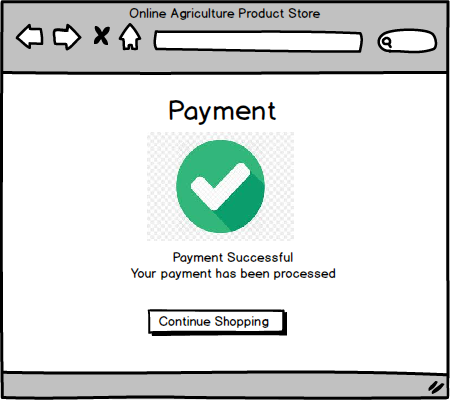 Online Agriculture Product Store
Payment
Payment Successful
Your payment has been processed
Continue Shopping